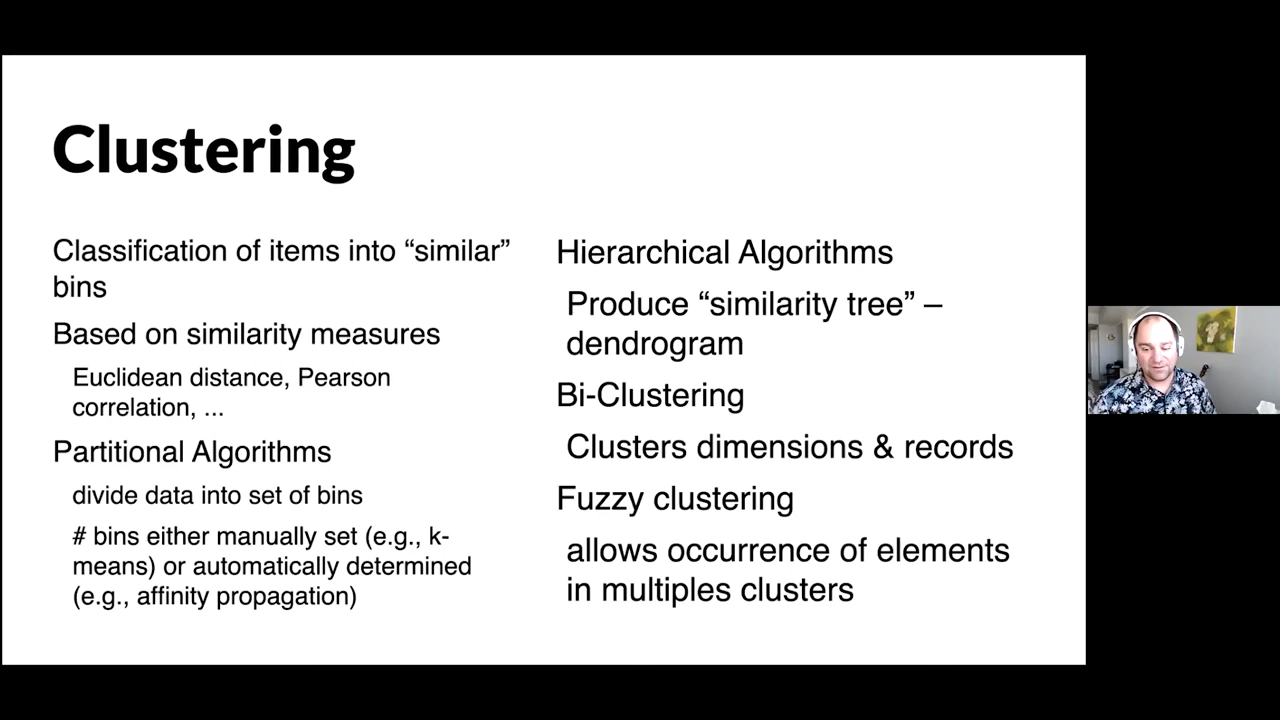 Clustering
Classification of items into “similar”
bins
Based on similarity measures
Euclidean distance, Pearson
correlation, ...
Partitional Algorithms
divide data into set of bins
# bins either manually set (e.g., k-
means) or automatically determined
(e.g., affinity propagation)
Hierarchical Algorithms
Produce “similarity tree” –
dendrogram
Bi-Clustering
Clusters dimensions & records
Fuzzy clustering
allows occurrence of elements
in multiples clusters